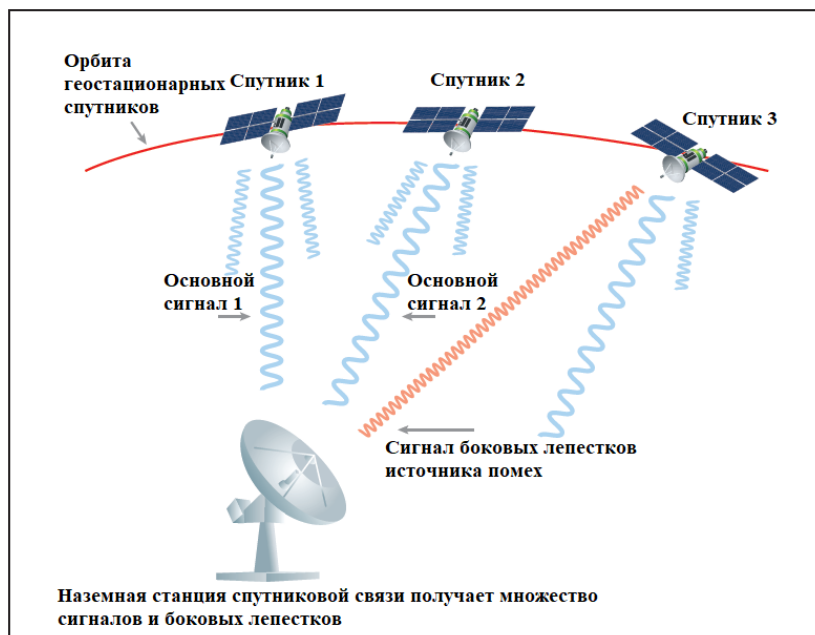 Орбита
геостационарных
спутников
Спутник 1
Спутник 2
Спутник 3
Основной
сигнал 1
Основной
сигнал 2
Сигнал боковых лепестков
источника помех
Наземная станция спутниковой связи получает множество
сигналов и боковых лепестков